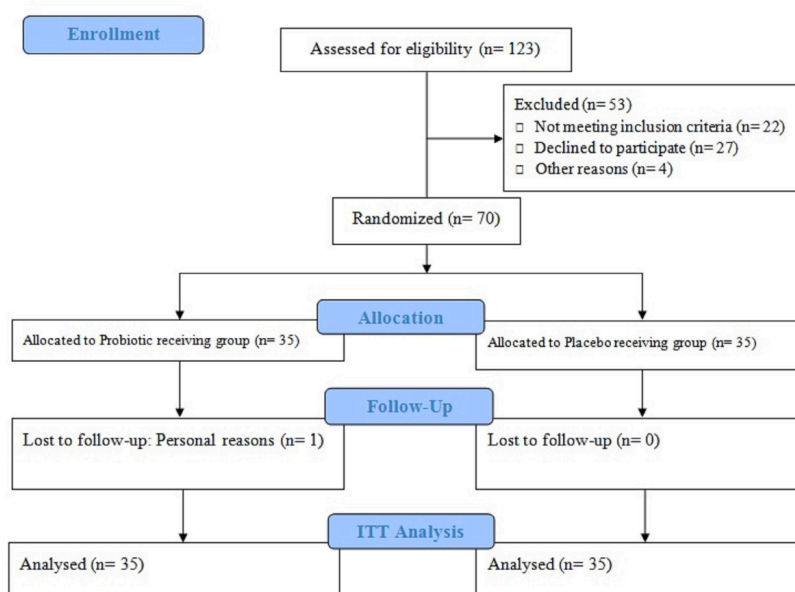 Enrollment
Assessed for eligibility (n= 123)
Excluded (n= 53)
□ Not meeting inclusion criteria (n= 22)
□ Declined to participate (n= 27)
□ Other reasons (n= 4)
Randomized (n= 70)
Allocation
Allocated to Probiotic receiving group (n= 35)
Allocated to Placebo receiving group (n= 35)
Follow-Up
Lost to follow-up: Personal reasons (n= 1)
Lost to follow-up (n= 0)
ITT Analysis
Analysed (n= 35)
Analysed (n= 35)